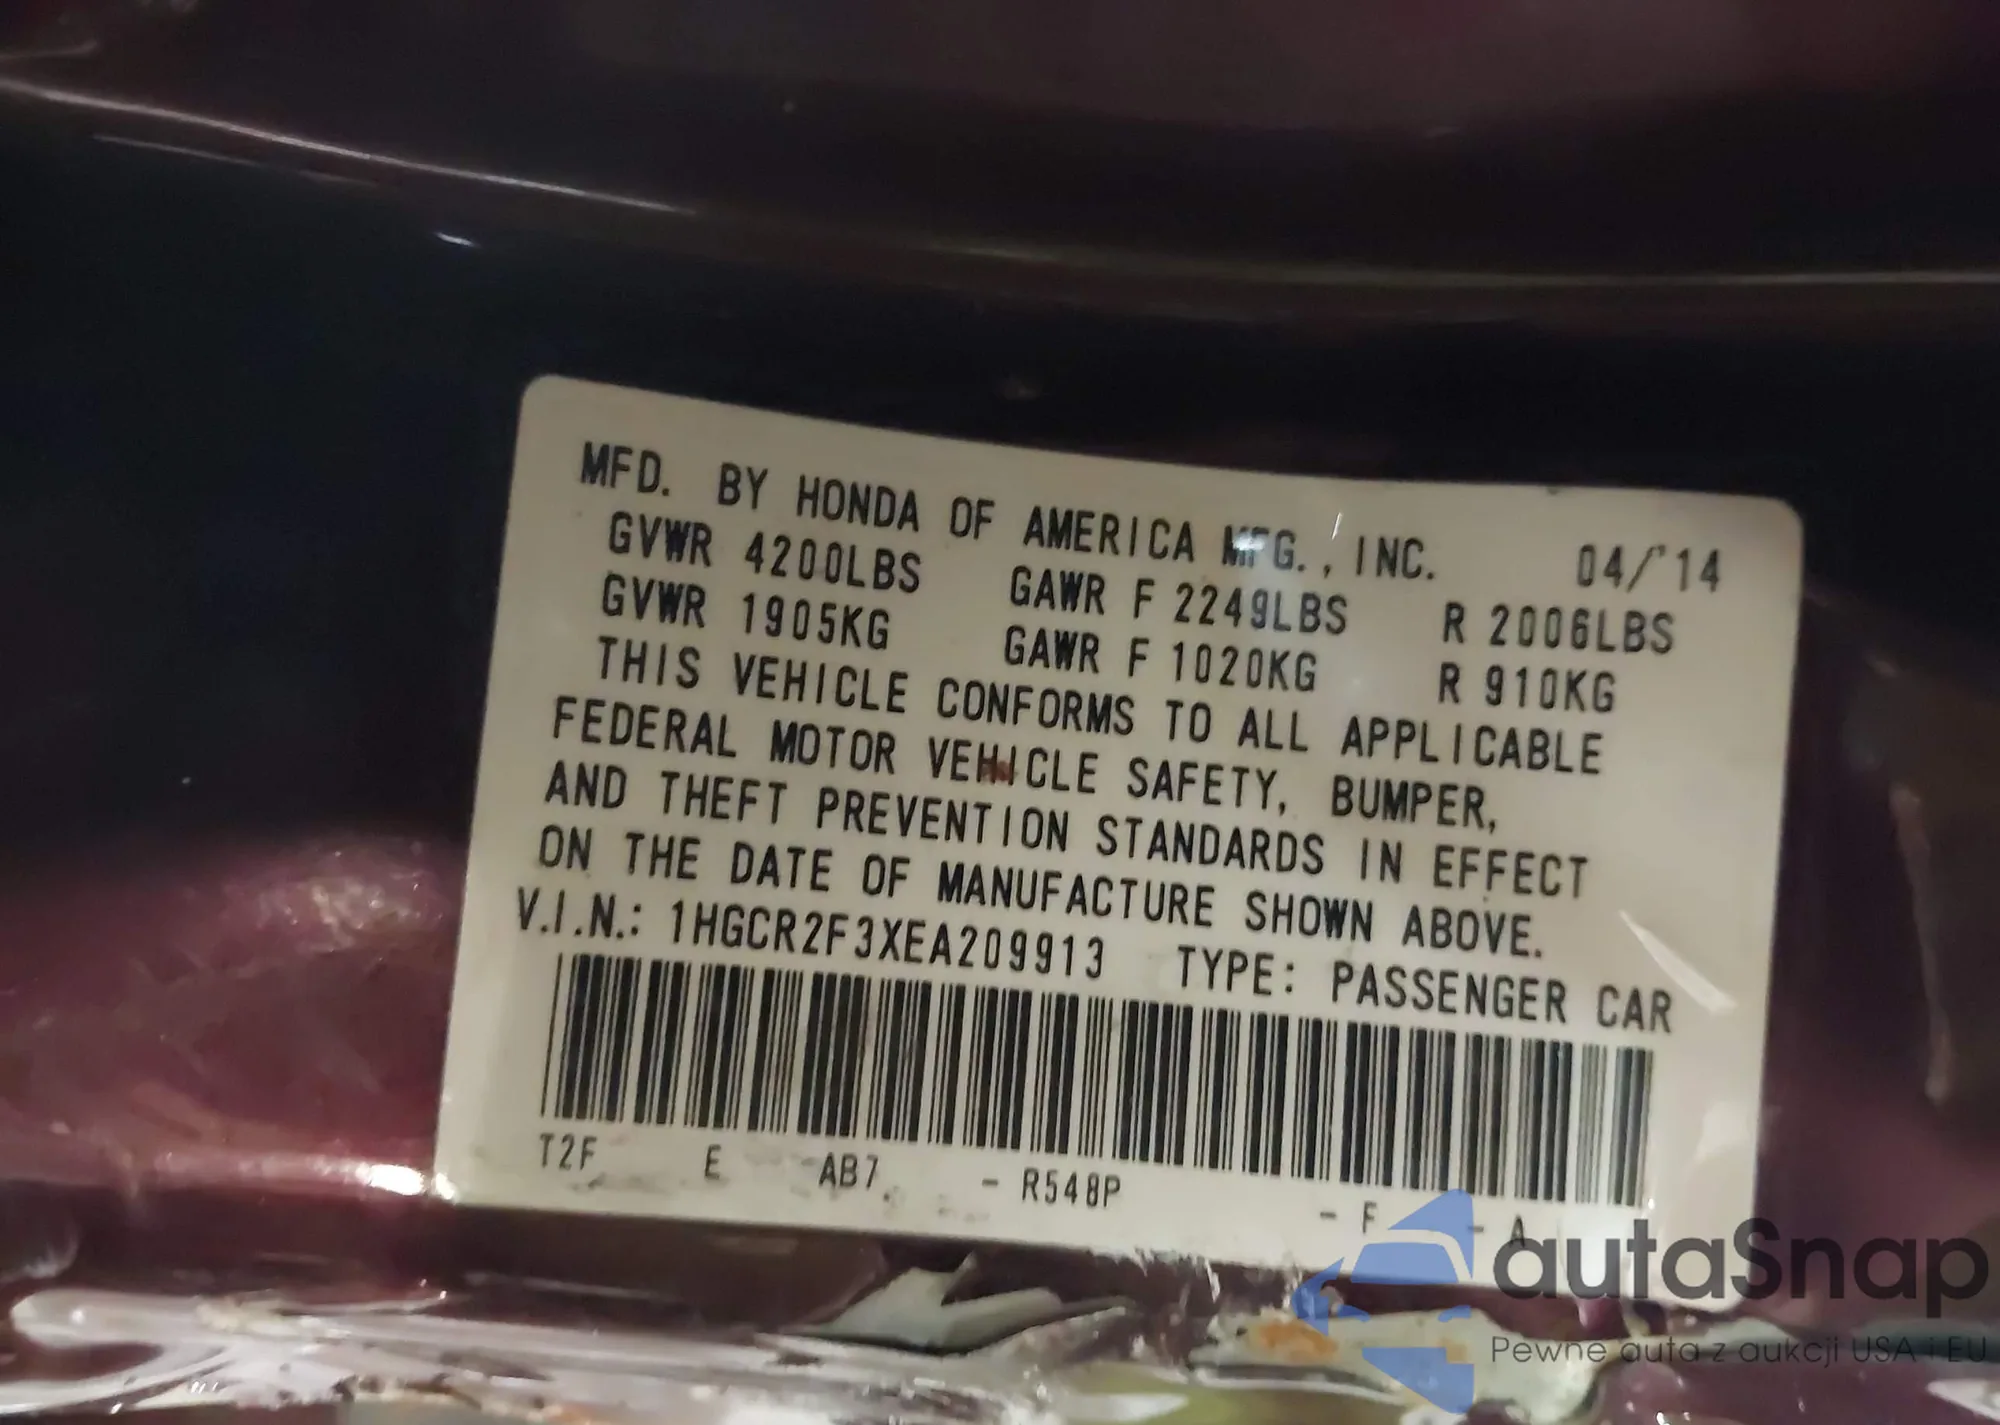 MFD. BY HONDA OF AMERICA MFG., INC. 04/'14
GVWR 4200LBS GAWR F 2249LBS R 2006LBS
GVWR 1905KG GAWR F 1020KG R 910KG
THIS VEHICLE CONFORMS TO ALL APPLICABLE
FEDERAL MOTOR VEHICLE SAFETY, BUMPER,
AND THEFT PREVENTION STANDARDS IN EFFECT
ON THE DATE OF MANUFACTURE SHOWN ABOVE.
V.I.N.: 1HGCR2F3XEA209913 TYPE: PASSENGER CAR
T2F E AB7 - R548P - F - A
autaSnap
Pewne auta z aukcji USA i EU